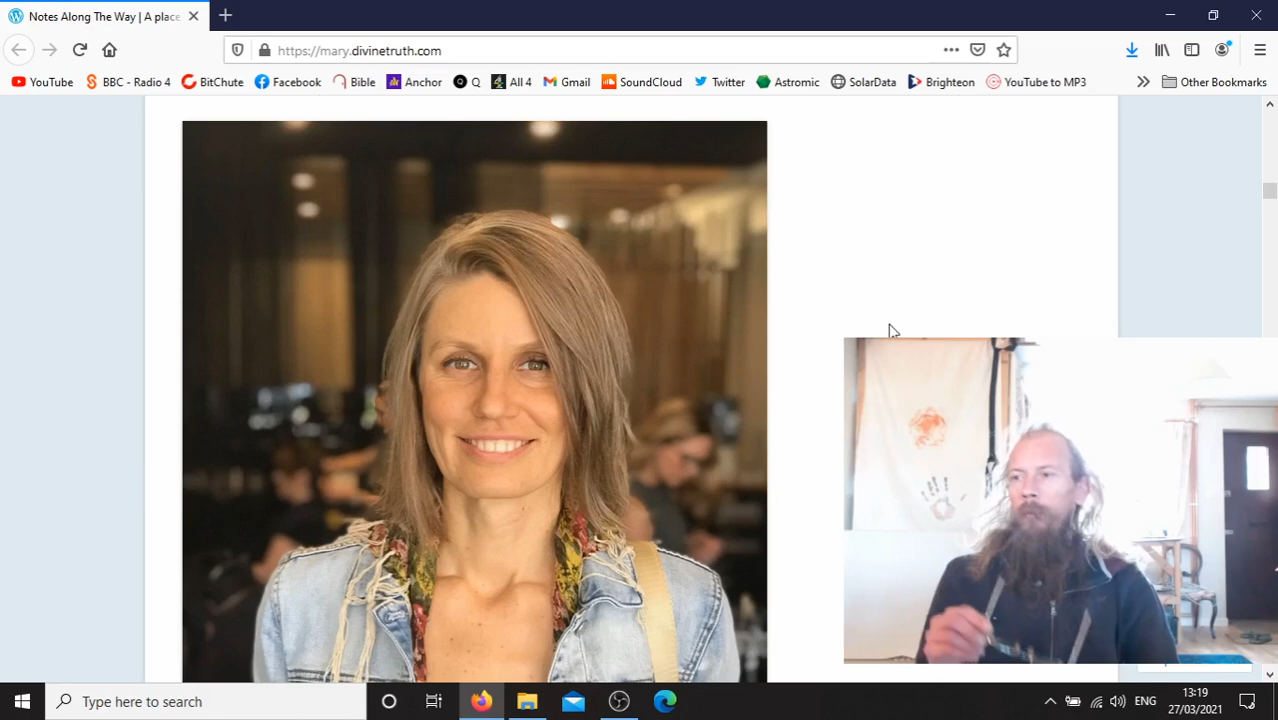 Notes Along The Way | A place
https://mary.divinetruth.com
YouTube
BBC - Radio 4
BitChute
Facebook
Bible
Anchor
Q
All 4
Gmail
SoundCloud
Twitter
Astromic
SolarData
Brighteon
YouTube to MP3
Other Bookmarks
Type here to search
ENG
13:19
27/03/2021